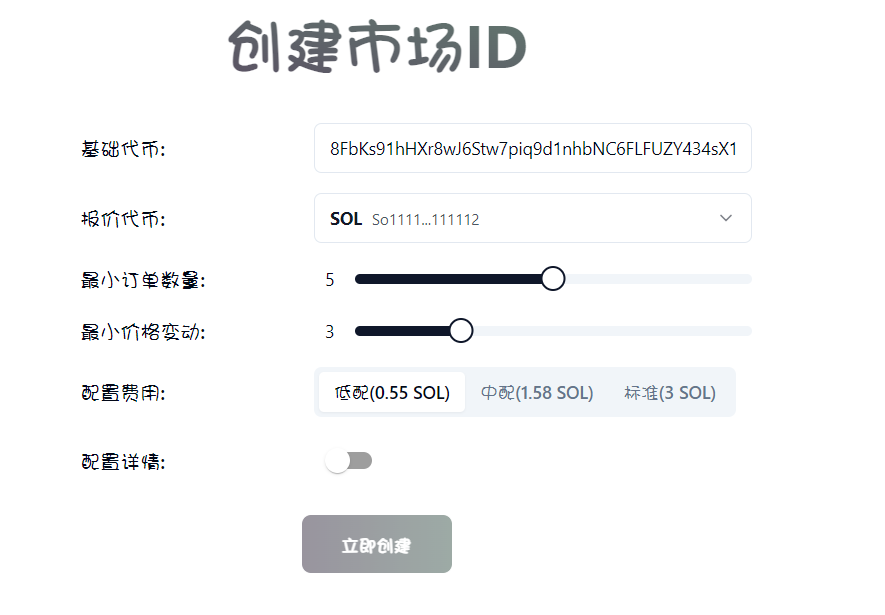 创建市场ID
基础代币: 8FbKs91hHXr8wJ6Stw7piq9d1nhbNC6FLFUZY434sX1
报价代币: SOL So1111...111112
最小订单数量: 5
最小价格变动: 3
配置费用: 低配(0.55 SOL) 中配(1.58 SOL) 标准(3 SOL)
配置详情:
立即创建